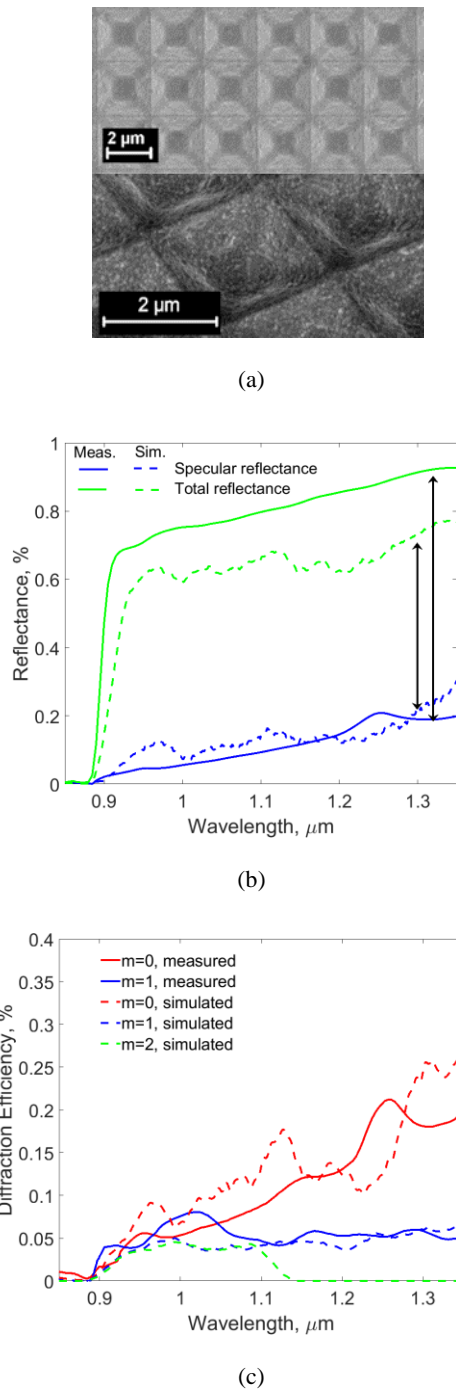 2 µm
2 µm
(a)
1
Meas. Sim.
Specular reflectance
Total reflectance
0.8
0.6
0.4
0.2
0
Reflectance, %
0.9 1 1.1 1.2 1.3
Wavelength, μm
(b)
0.4
m=0, measured
m=1, measured
0.35
m=0, simulated
0.3
m=1, simulated
m=2, simulated
0.25
0.2
0.15
0.1
0.05
0
Diffraction Efficiency, %
0.9 1 1.1 1.2 1.3
Wavelength, μm
(c)